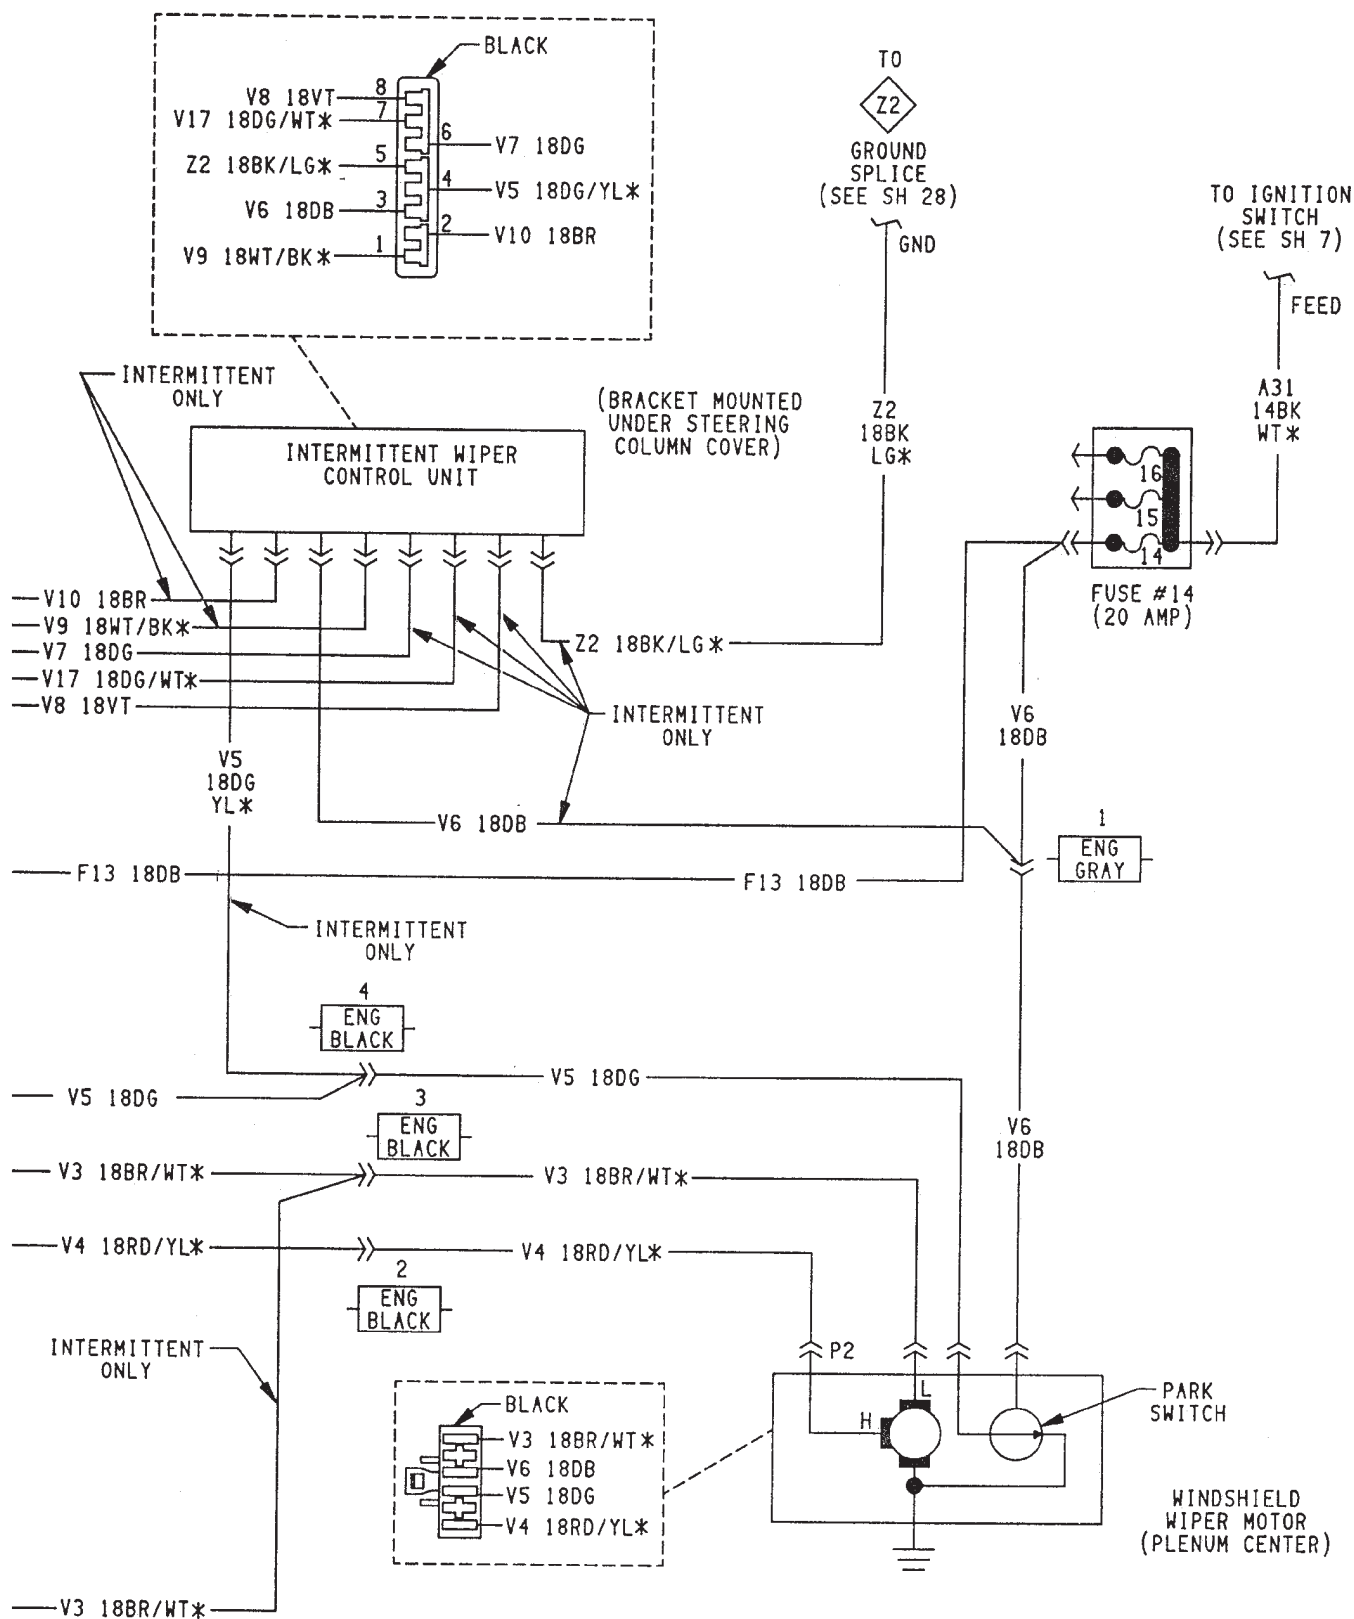 BLACK
8
V8 18VT
7
V17 18DG/WT*
6
V7 18DG
5
Z2 18BK/LG*
4
V5 18DG/YL*
3
V6 18DB
2
V10 18BR
1
V9 18WT/BK*
TO
Z2
GROUND
SPLICE
(SEE SH 28)
GND
TO IGNITION
SWITCH
(SEE SH 7)
FEED
INTERMITTENT
ONLY
(BRACKET MOUNTED
UNDER STEERING
COLUMN COVER)
Z2
18BK
LG*
A31
14BK
WT*
INTERMITTENT WIPER
CONTROL UNIT
16
15
14
FUSE #14
(20 AMP)
V10 18BR
V9 18WT/BK*
V7 18DG
V17 18DG/WT*
V8 18VT
Z2 18BK/LG*
INTERMITTENT
ONLY
V6
18DB
V5
18DG
YL*
V6 18DB
1
ENG
GRAY
F13 18DB
F13 18DB
INTERMITTENT
ONLY
4
ENG
BLACK
V5 18DG
V5 18DG
3
ENG
BLACK
V6
18DB
V3 18BR/WT*
V3 18BR/WT*
V4 18RD/YL*
V4 18RD/YL*
2
ENG
BLACK
INTERMITTENT
ONLY
P2
L
H
PARK
SWITCH
BLACK
V3 18BR/WT*
V6 18DB
V5 18DG
V4 18RD/YL*
WINDSHIELD
WIPER MOTOR
(PLENUM CENTER)
V3 18BR/WT*